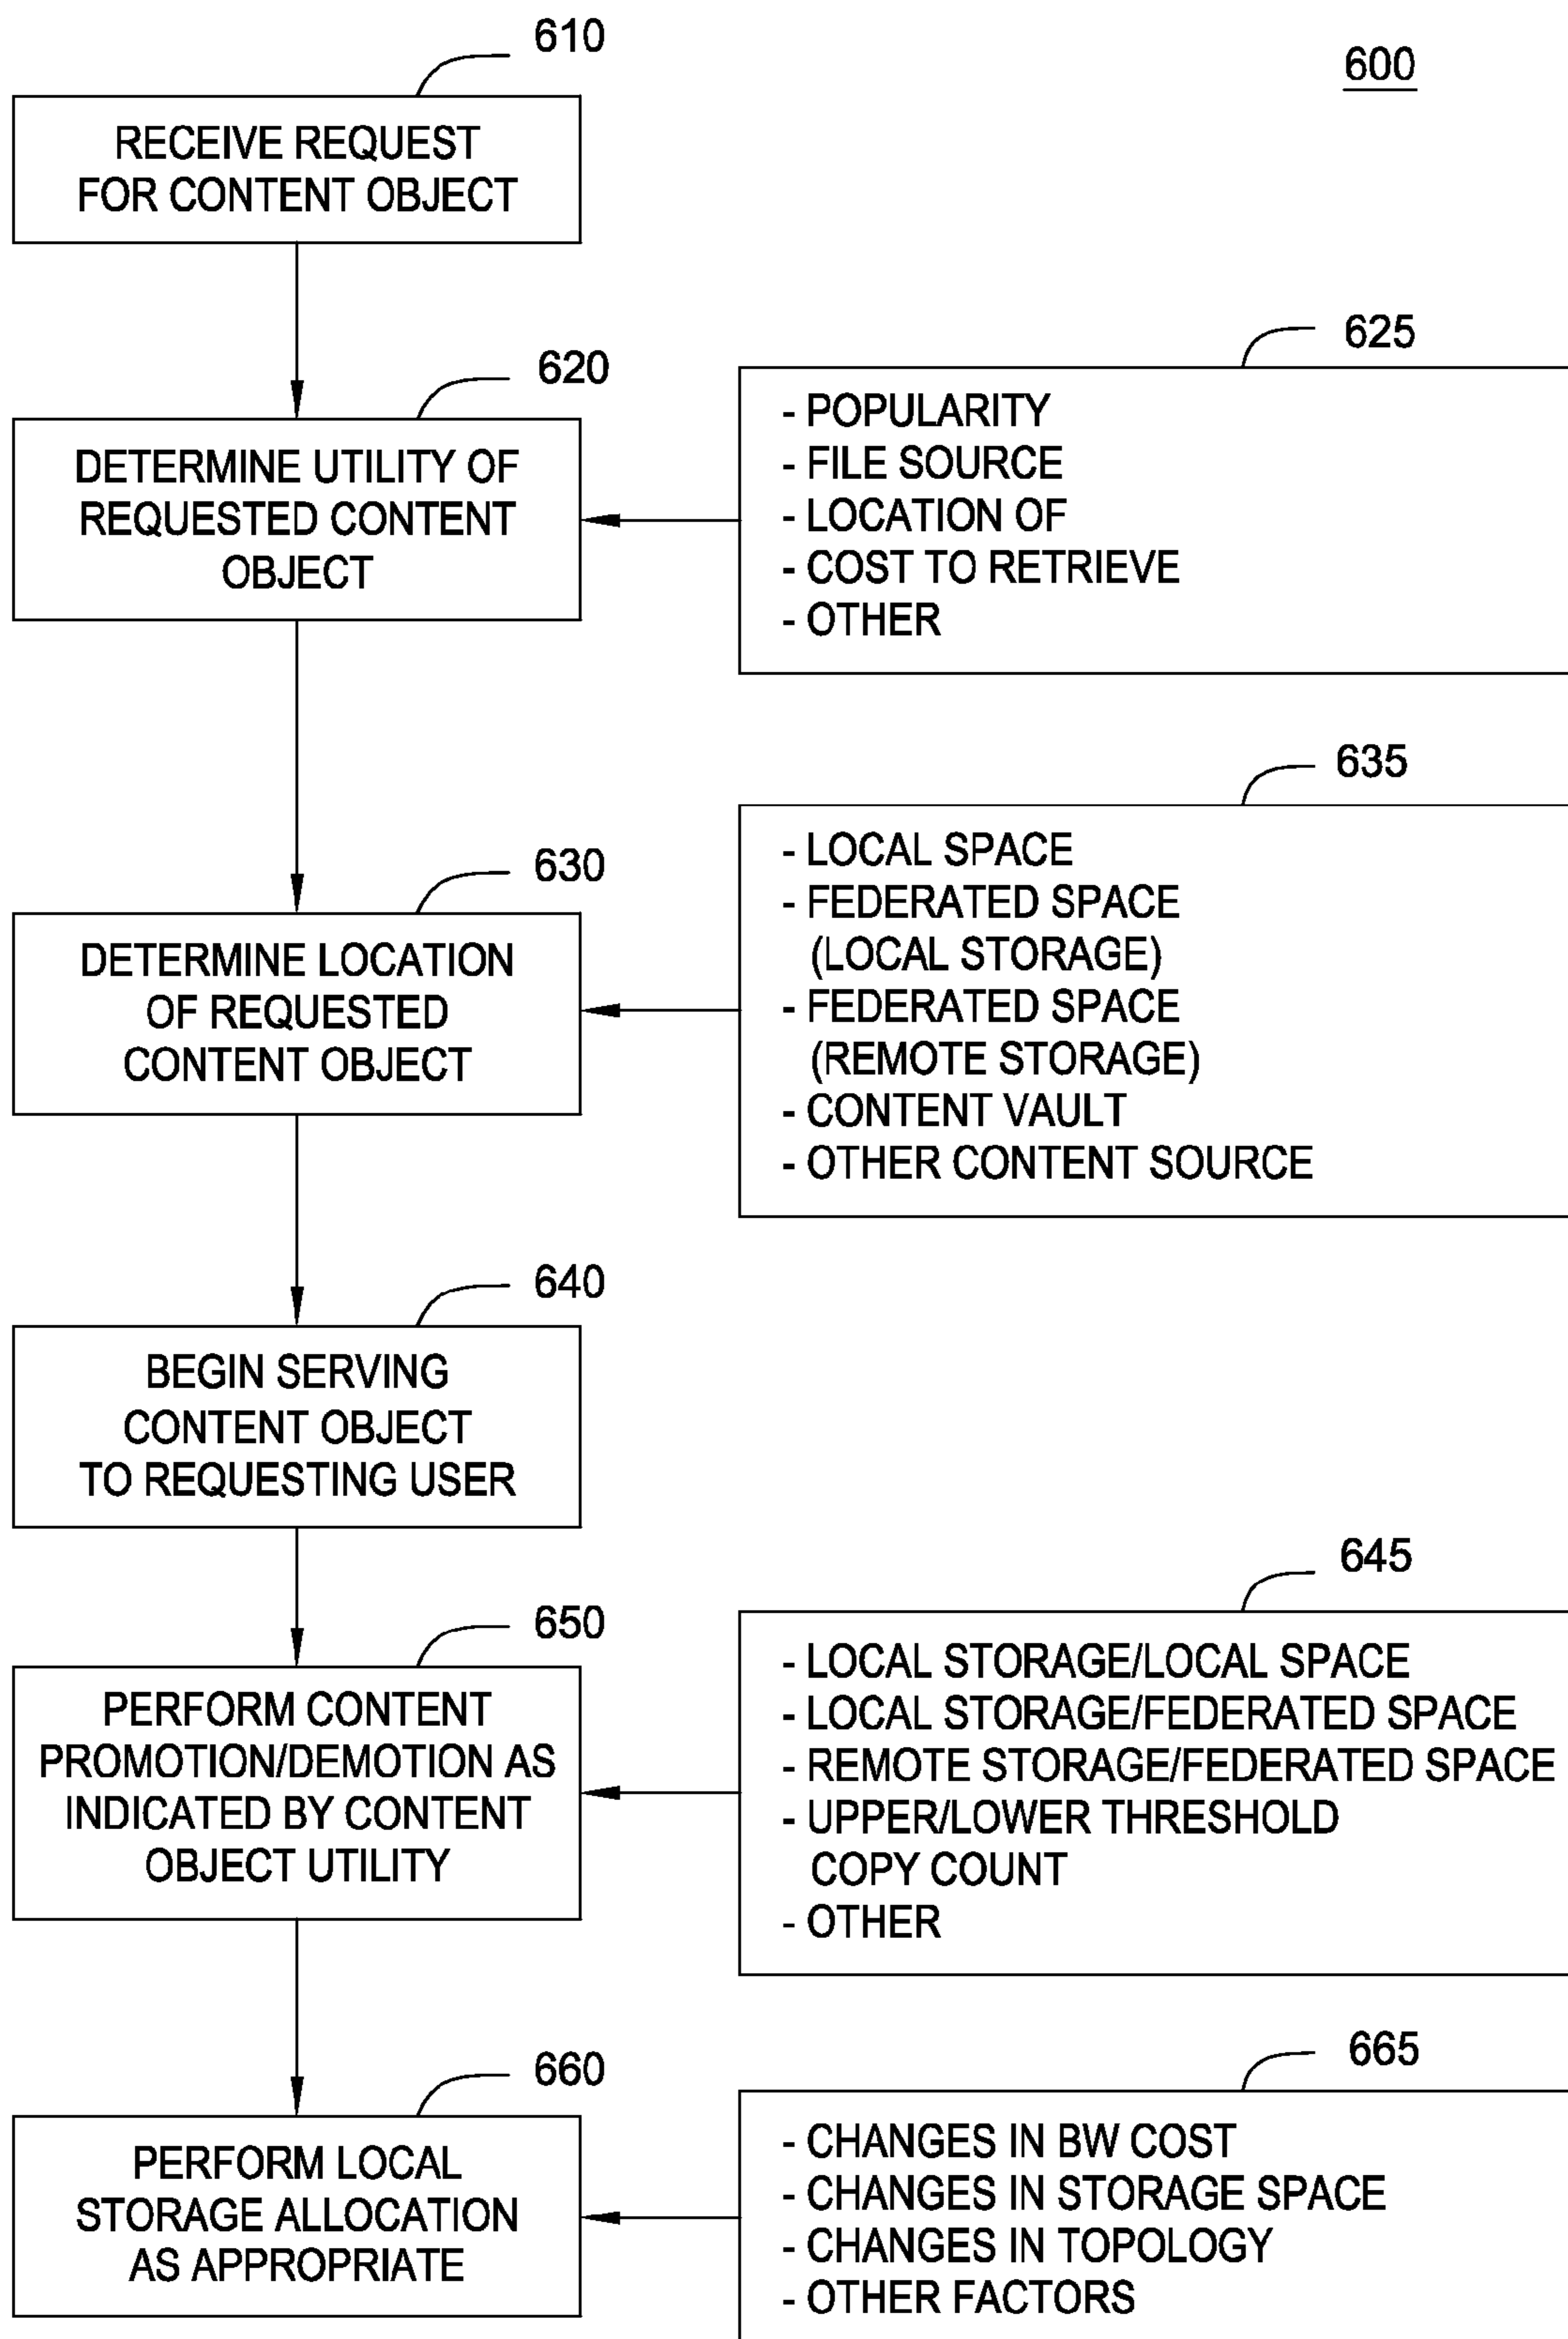 600
610
RECEIVE REQUEST
FOR CONTENT OBJECT
620
DETERMINE UTILITY OF
REQUESTED CONTENT
OBJECT
625
- POPULARITY
- FILE SOURCE
- LOCATION OF
- COST TO RETRIEVE
- OTHER
630
DETERMINE LOCATION
OF REQUESTED
CONTENT OBJECT
635
- LOCAL SPACE
- FEDERATED SPACE
(LOCAL STORAGE)
- FEDERATED SPACE
(REMOTE STORAGE)
- CONTENT VAULT
- OTHER CONTENT SOURCE
640
BEGIN SERVING
CONTENT OBJECT
TO REQUESTING USER
650
PERFORM CONTENT
PROMOTION/DEMOTION AS
INDICATED BY CONTENT
OBJECT UTILITY
645
- LOCAL STORAGE/LOCAL SPACE
- LOCAL STORAGE/FEDERATED SPACE
- REMOTE STORAGE/FEDERATED SPACE
- UPPER/LOWER THRESHOLD
COPY COUNT
- OTHER
660
PERFORM LOCAL
STORAGE ALLOCATION
AS APPROPRIATE
665
- CHANGES IN BW COST
- CHANGES IN STORAGE SPACE
- CHANGES IN TOPOLOGY
- OTHER FACTORS